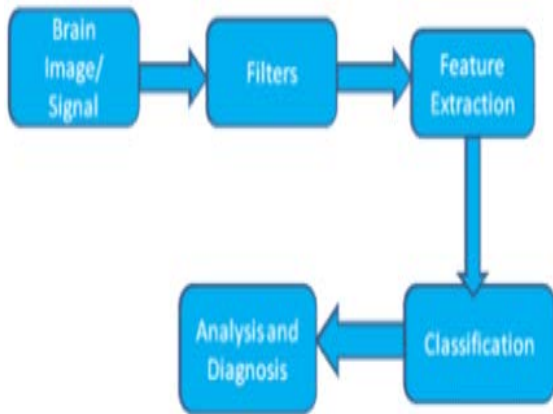 Brain
Image/
Signal
Filters
Feature
Extraction
Classification
Analysis and
Diagnosis